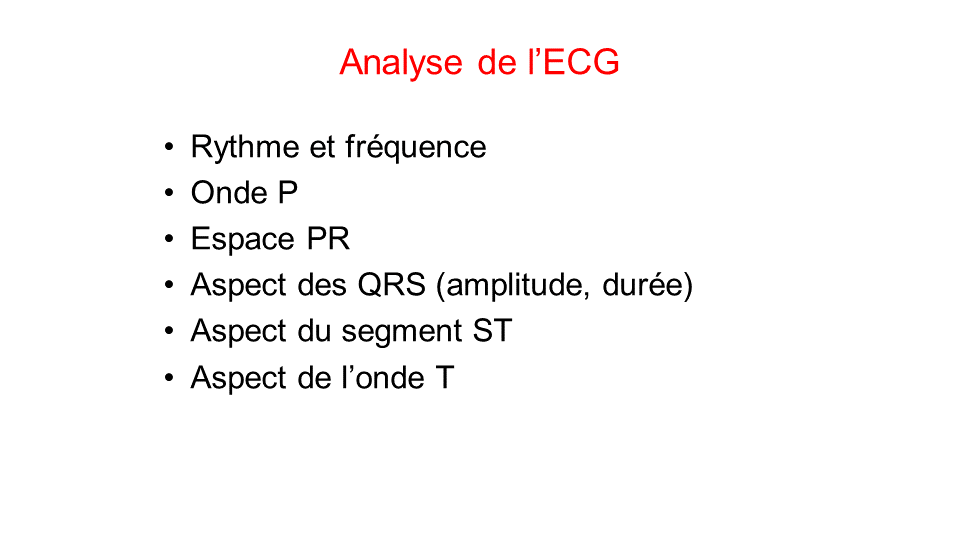 Analyse de l’ECG
• Rythme et fréquence
• Onde P
• Espace PR
• Aspect des QRS (amplitude, durée)
• Aspect du segment ST
• Aspect de l’onde T